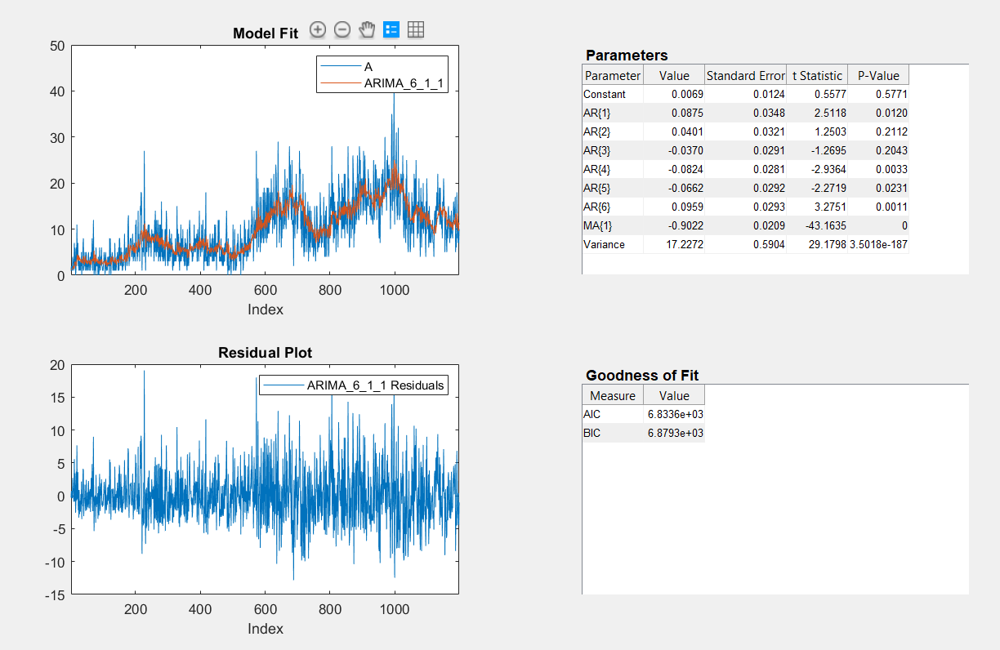 Model Fit
50
40
30
20
10
0
A
ARIMA_6_1_1
200 400 600 800 1000
Index
Parameters
Parameter Value Standard Error t Statistic P-Value
Constant 0.0069 0.0124 0.5577 0.5771
AR{1} 0.0875 0.0348 2.5118 0.0120
AR{2} 0.0401 0.0321 1.2503 0.2112
AR{3} -0.0370 0.0291 -1.2695 0.2043
AR{4} -0.0824 0.0281 -2.9364 0.0033
AR{5} -0.0662 0.0292 -2.2719 0.0231
AR{6} 0.0959 0.0293 3.2751 0.0011
MA{1} -0.9022 0.0209 -43.1635 0
Variance 17.2272 0.5904 29.1798 3.5018e-187
Residual Plot
20
15
10
5
0
-5
-10
-15
ARIMA_6_1_1 Residuals
200 400 600 800 1000
Index
Goodness of Fit
Measure Value
AIC 6.8336e+03
BIC 6.8793e+03